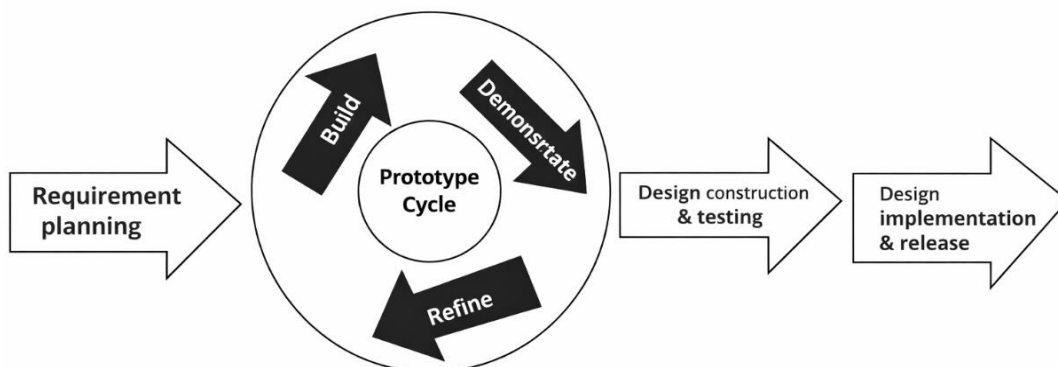 Requirement
planning
Build
Demonsrtate
Prototype
Cycle
Refine
Design construction
& testing
Design
implementation
& release